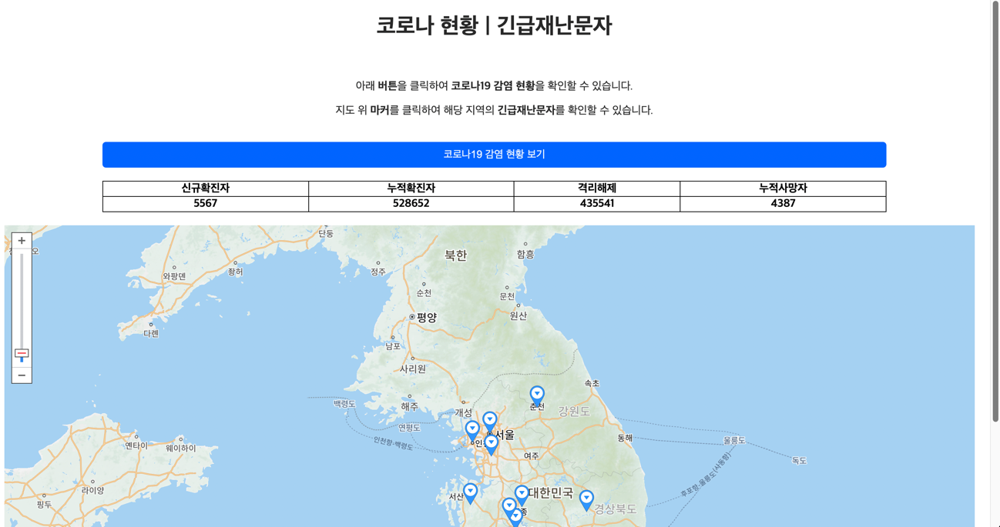 코로나 현황 | 긴급재난문자
아래 버튼을 클릭하여 코로나19 감염 현황을 확인할 수 있습니다.
지도 위 마커를 클릭하여 해당 지역의 긴급재난문자를 확인할 수 있습니다.
코로나19 감염 현황 보기
신규확진자 누적확진자 격리해제 누적사망자
5567 528652 435541 4387
+
−
단둥
북한
함흥
와팡뎬
좡허
정주
순천
문천
평양
원산
다롄
남포
사리원
속초
백령도
해주
개성
춘천
강원도
연평도
서울
인천항-백령도
동해
울릉도
옌타이
웨이하이
여주
독도
후포항-울릉도(사동항)
라이양
서산
대한민국
핑두
경상북도